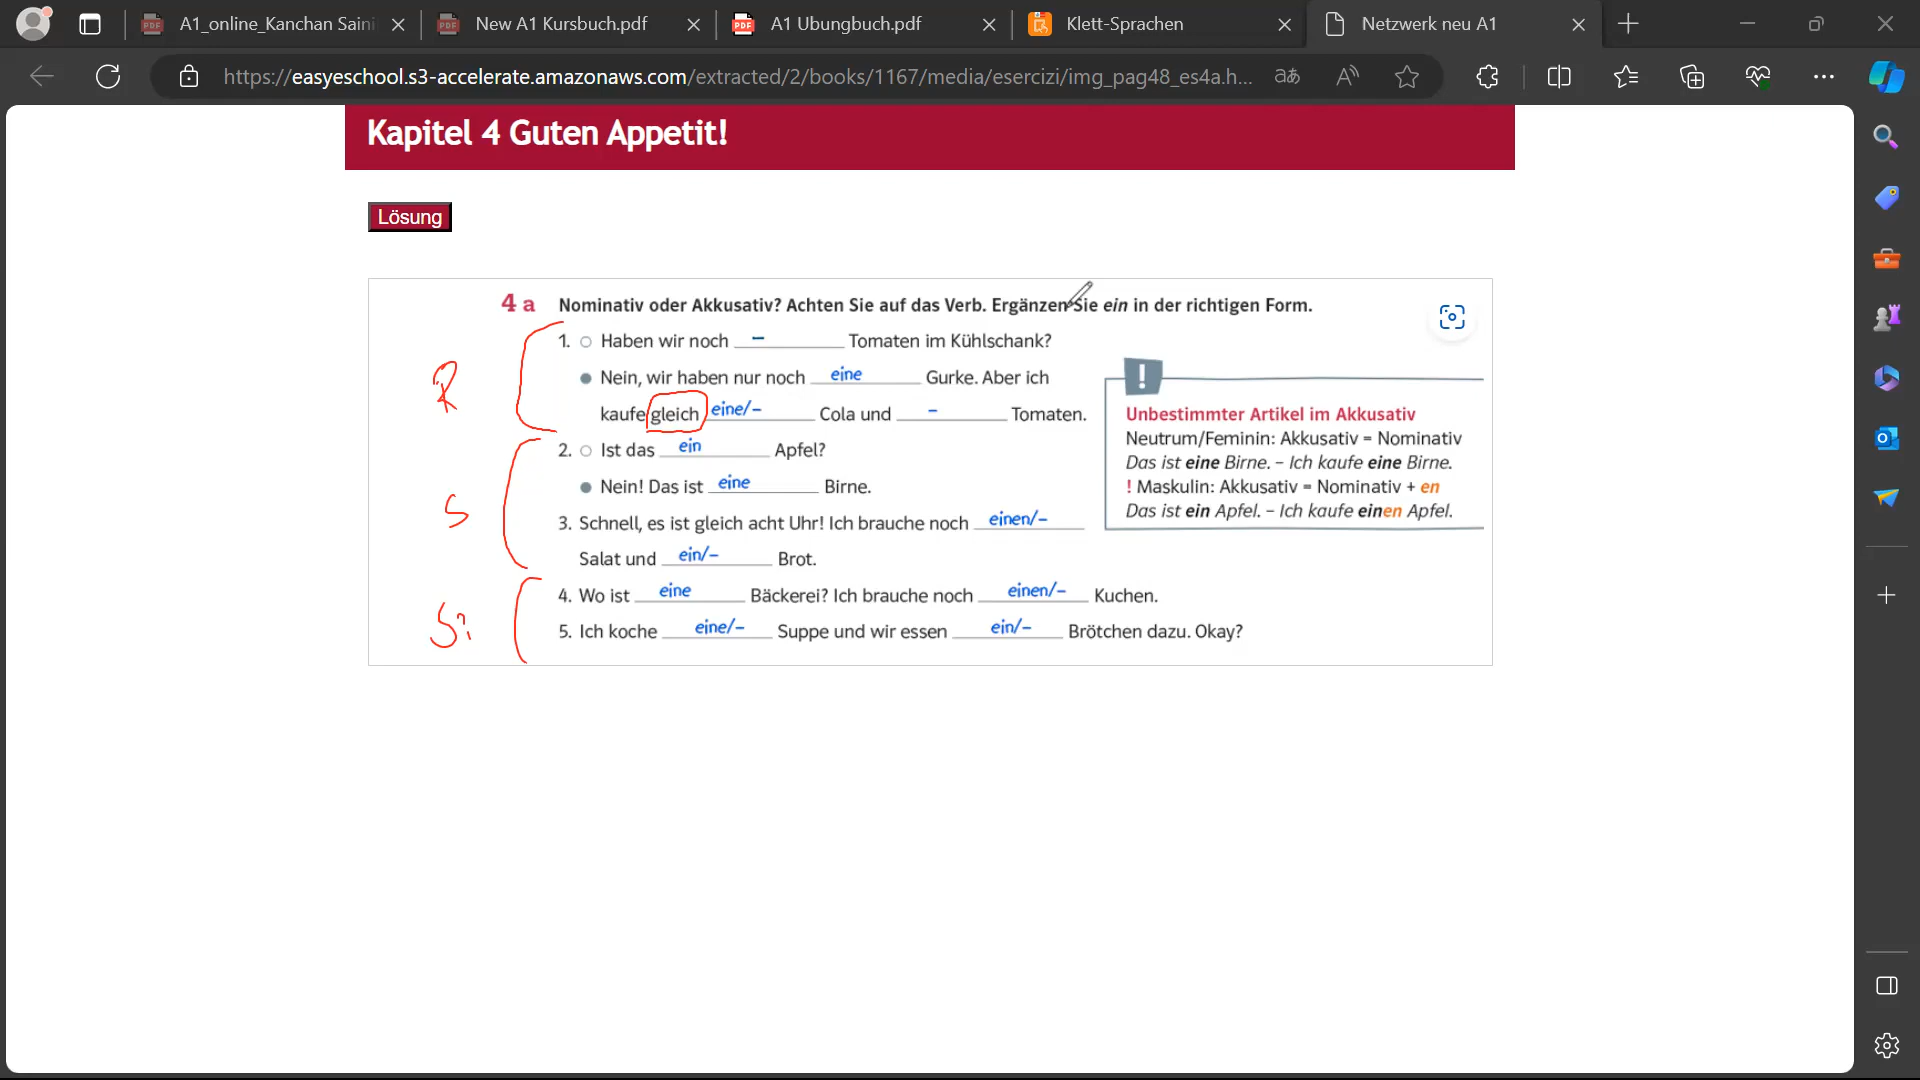 A1_online_Kanchan Saini
New A1 Kursbuch.pdf
A1 Ubungbuch.pdf
Klett-Sprachen
Netzwerk neu A1
https://easyeschool.s3-accelerate.amazonaws.com/extracted/2/books/1167/media/esercizi/img_pag48_es4a.h...
Kapitel 4 Guten Appetit!
Lösung
4 a Nominativ oder Akkusativ? Achten Sie auf das Verb. Ergänzen Sie ein in der richtigen Form.
1. Haben wir noch – Tomaten im Kühlschank?
Nein, wir haben nur noch eine Gurke. Aber ich
kaufe gleich eine/– Cola und – Tomaten.
2. Ist das ein Apfel?
Nein! Das ist eine Birne.
3. Schnell, es ist gleich acht Uhr! Ich brauche noch einen/–
Salat und ein/– Brot.
4. Wo ist eine Bäckerei? Ich brauche noch einen/– Kuchen.
5. Ich koche eine/– Suppe und wir essen ein/– Brötchen dazu. Okay?
R
S
S?
!
Unbestimmter Artikel im Akkusativ
Neutrum/Feminin: Akkusativ = Nominativ
Das ist eine Birne. – Ich kaufe eine Birne.
! Maskulin: Akkusativ = Nominativ + en
Das ist ein Apfel. – Ich kaufe einen Apfel.